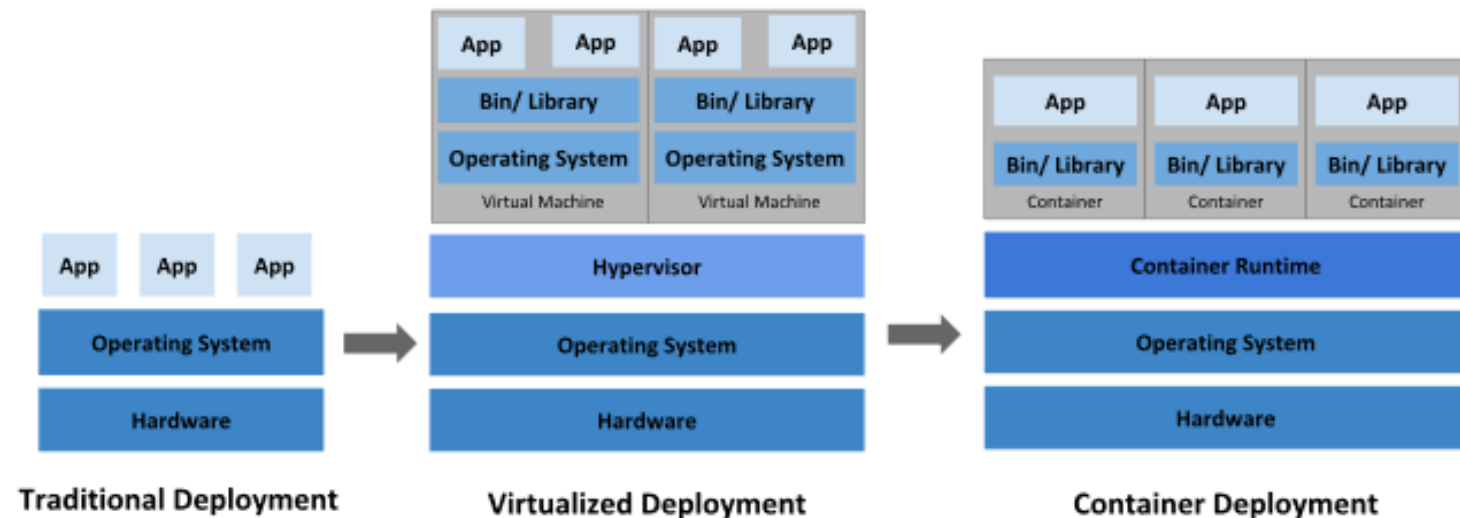 App App App
Operating System
Hardware
Traditional Deployment
App App App App
Bin/ Library Bin/ Library
Operating System Operating System
Virtual Machine Virtual Machine
Hypervisor
Operating System
Hardware
Virtualized Deployment
App App App
Bin/ Library Bin/ Library Bin/ Library
Container Container Container
Container Runtime
Operating System
Hardware
Container Deployment